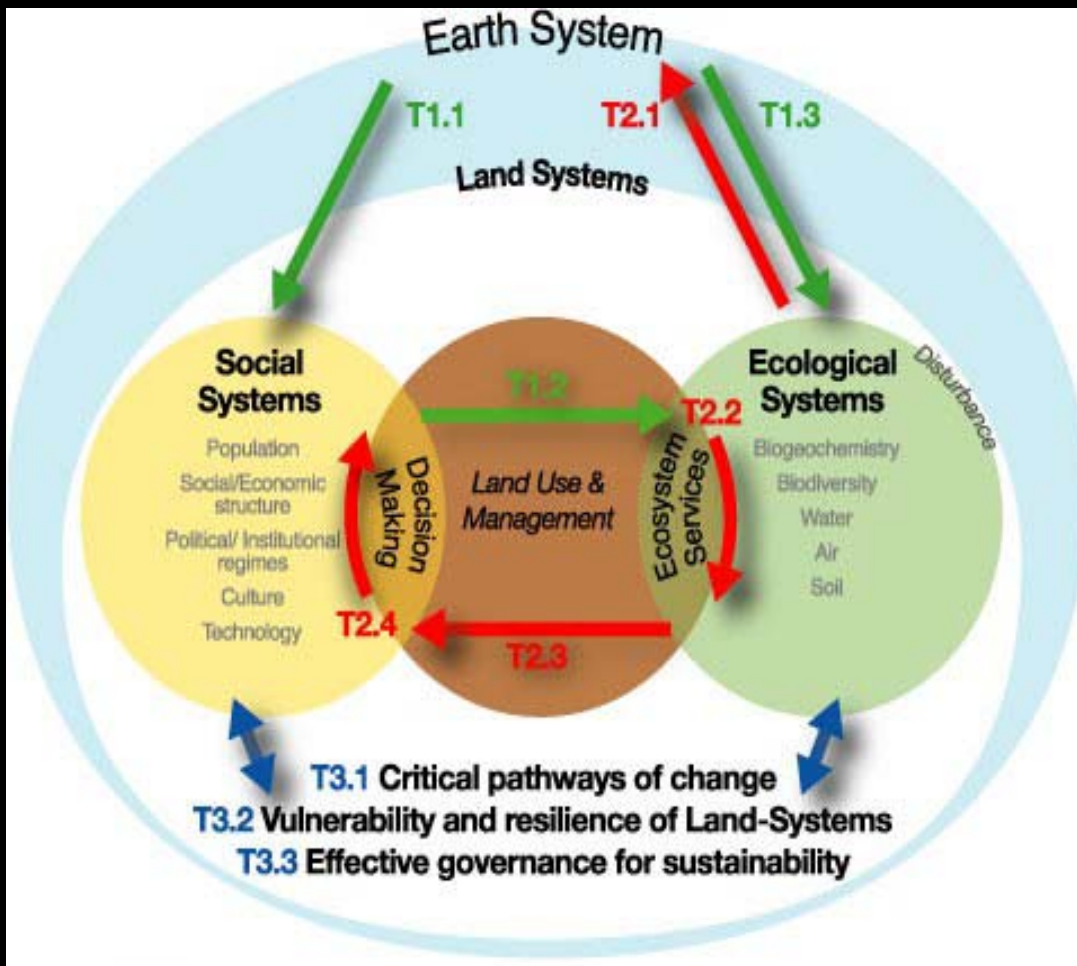 Earth System
T1.1
T2.1
T1.3
Land Systems
Social
Systems
Population
Social/Economic
structure
Political/ Institutional
regimes
Culture
Technology
T1.2
Decision
Making
Land Use &
Management
T2.2
Ecosystem
Services
T2.4
T2.3
Ecological
Systems
Disturbance
Biogeochemistry
Biodiversity
Water
Air
Soil
T3.1 Critical pathways of change
T3.2 Vulnerability and resilience of Land-Systems
T3.3 Effective governance for sustainability